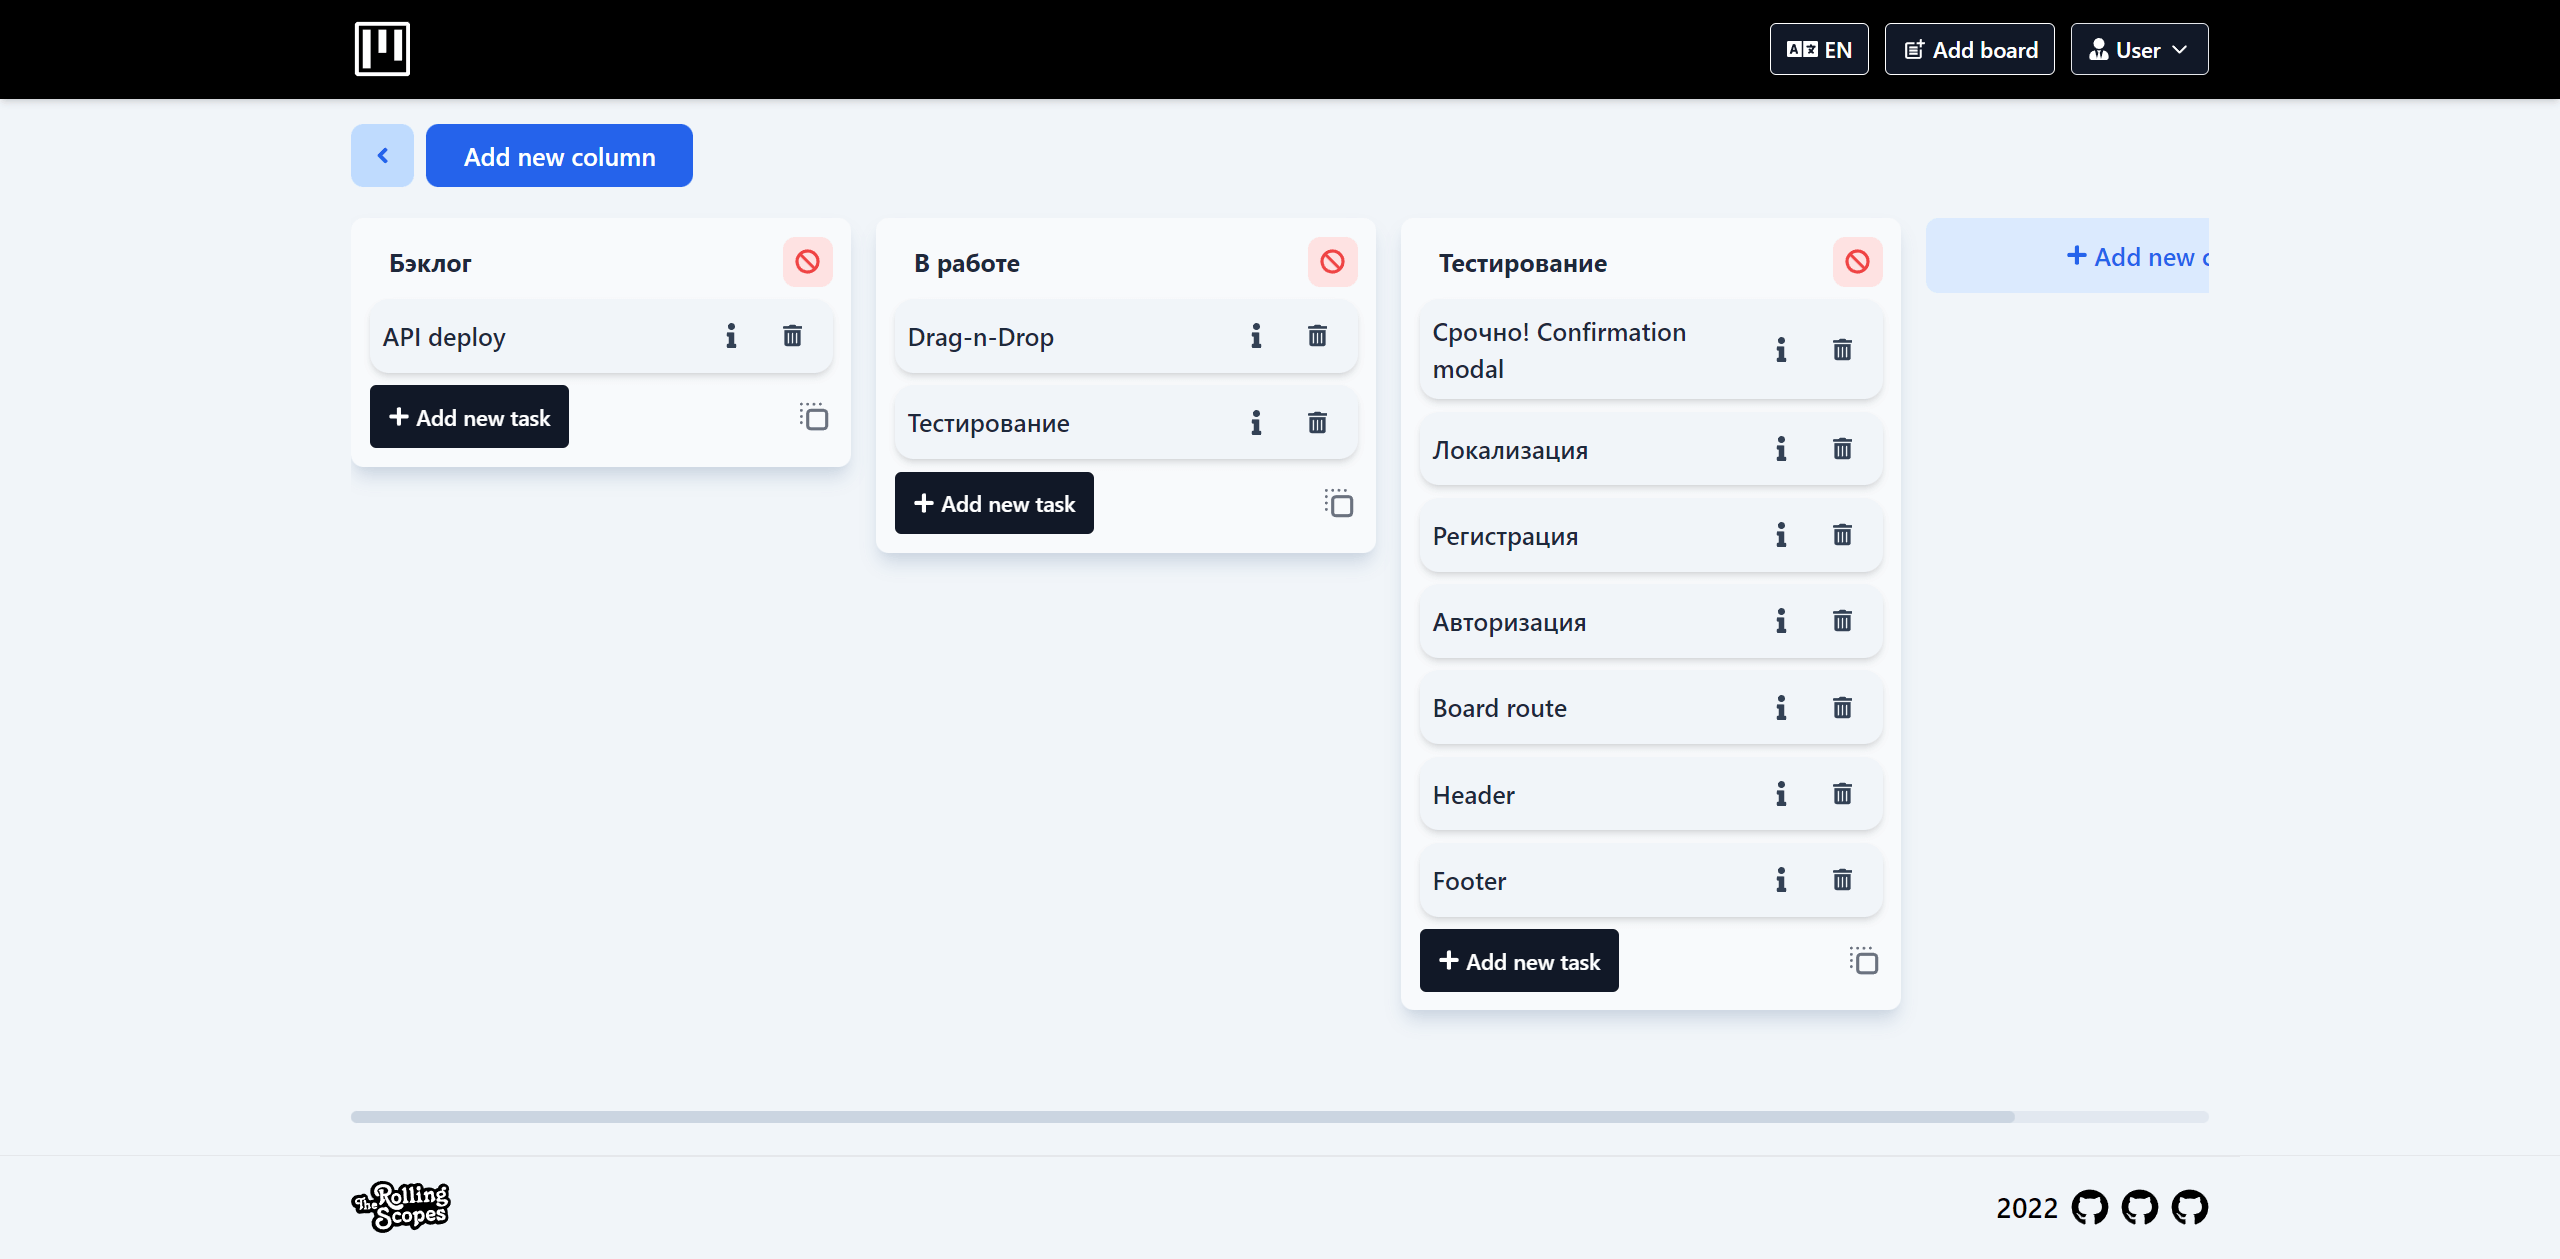 EN
Add board
User
Add new column
Бэклог
API deploy
Add new task
В работе
Drag-n-Drop
Тестирование
Add new task
Тестирование
Срочно! Confirmation
modal
Локализация
Регистрация
Авторизация
Board route
Header
Footer
Add new task
Add new
The Rolling
Scopes
2022